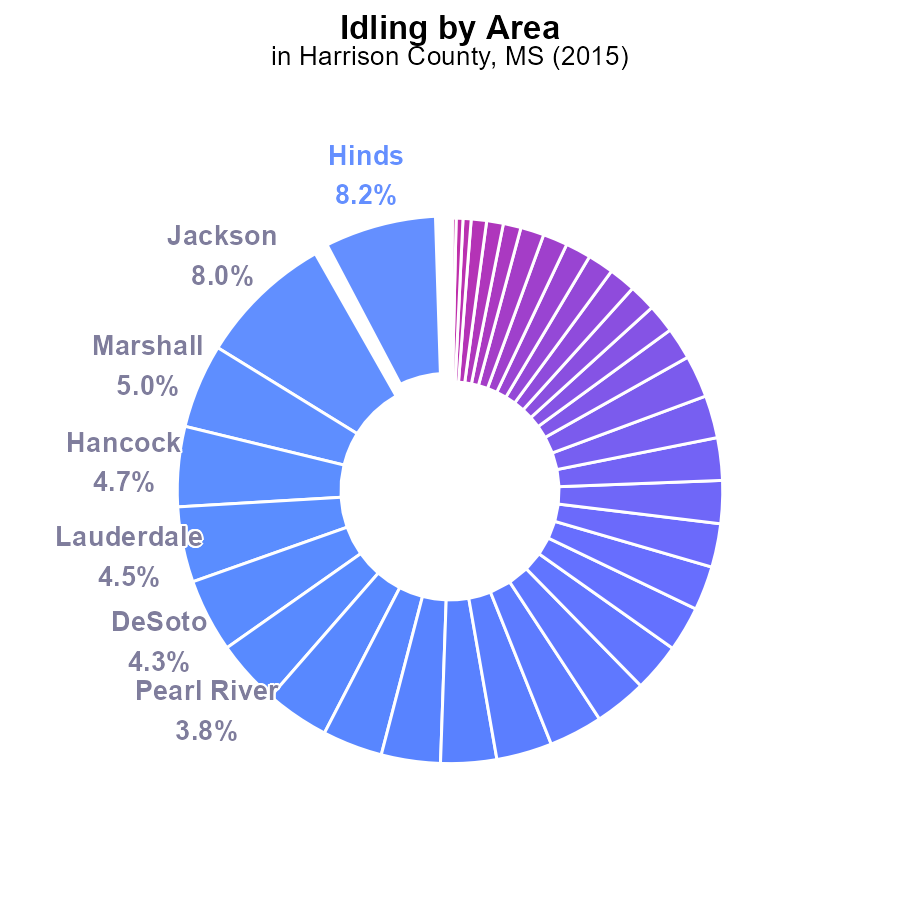 Idling by Area
in Harrison County, MS (2015)
Hinds
8.2%
Jackson
8.0%
Marshall
5.0%
Hancock
4.7%
Lauderdale
4.5%
DeSoto
4.3%
Pearl River
3.8%